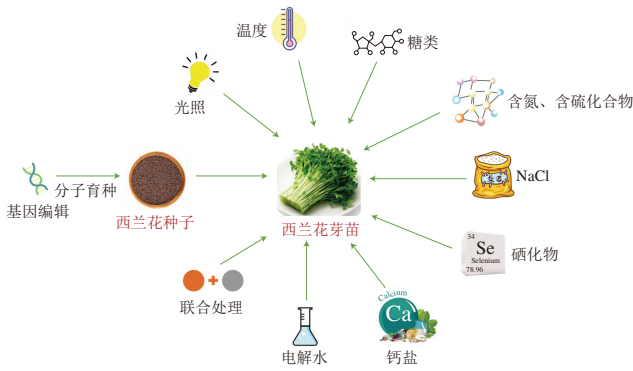 温度
糖类
光照
含氮、含硫化合物
分子育种
基因编辑
西兰花种子
西兰花芽苗
NaCl
34
Se
Selenium
78.96
硒化物
联合处理
电解水
Calcium
Ca
钙盐